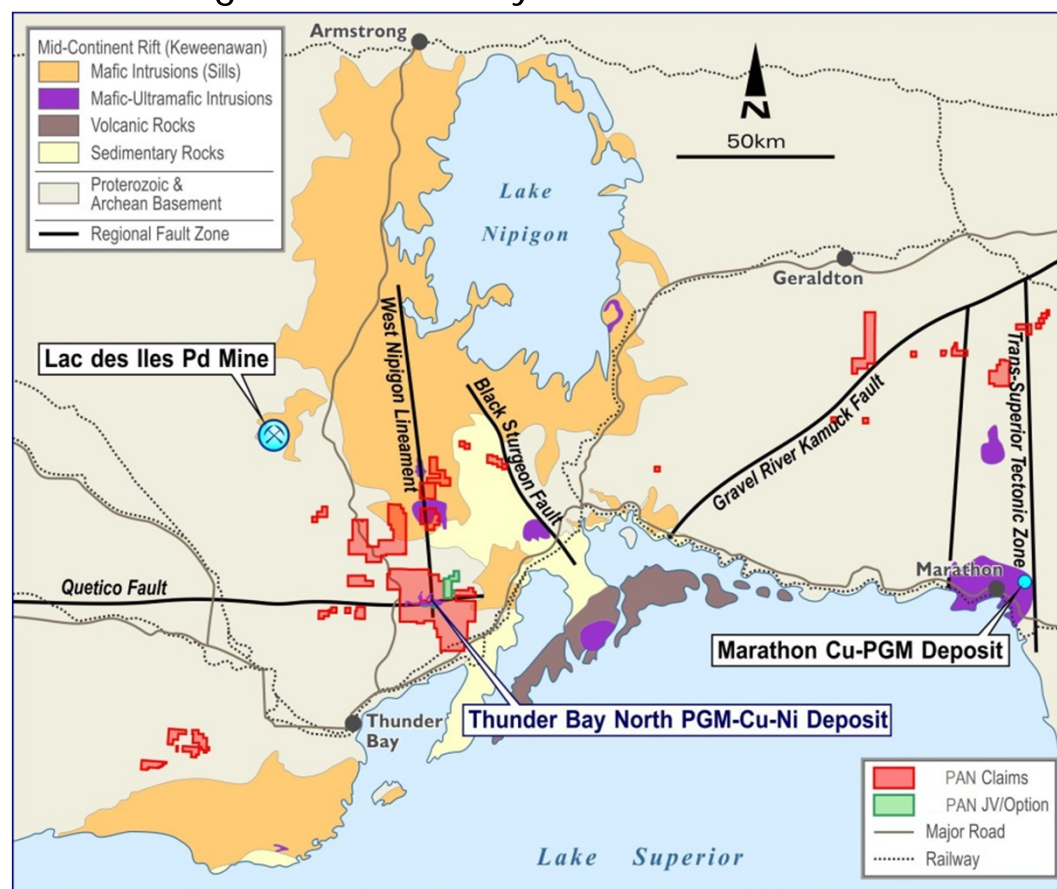 Armstrong
Mid-Continent Rift (Keweenawan)
Mafic Intrusions (Sills)
Mafic-Ultramafic Intrusions
Volcanic Rocks
Sedimentary Rocks
Proterozoic &
Archean Basement
Regional Fault Zone
N
50km
Lake
Nipigon
Geraldton
Lac des Iles Pd Mine
West Nipigon Lineament
Black Sturgeon Fault
Gravel River Kamuck Fault
Trans-Superior Tectonic Zone
Quetico Fault
Marathon
Marathon Cu-PGM Deposit
Thunder Bay North PGM-Cu-Ni Deposit
Thunder
Bay
PAN Claims
PAN JV/Option
Major Road
Railway
Lake Superior